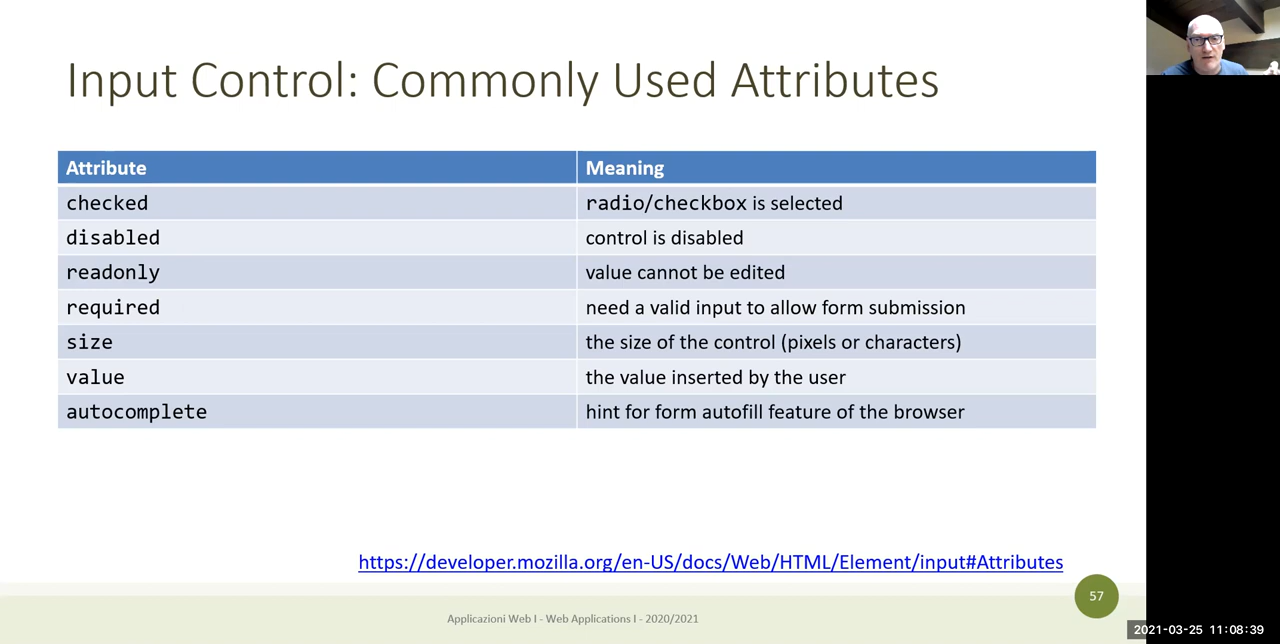 Input Control: Commonly Used Attributes
Attribute Meaning
checked radio/checkbox is selected
disabled control is disabled
readonly value cannot be edited
required need a valid input to allow form submission
size the size of the control (pixels or characters)
value the value inserted by the user
autocomplete hint for form autofill feature of the browser
https://developer.mozilla.org/en-US/docs/Web/HTML/Element/input#Attributes
57
Applicazioni Web I - Web Applications I - 2020/2021
2021-03-25 11:08:39